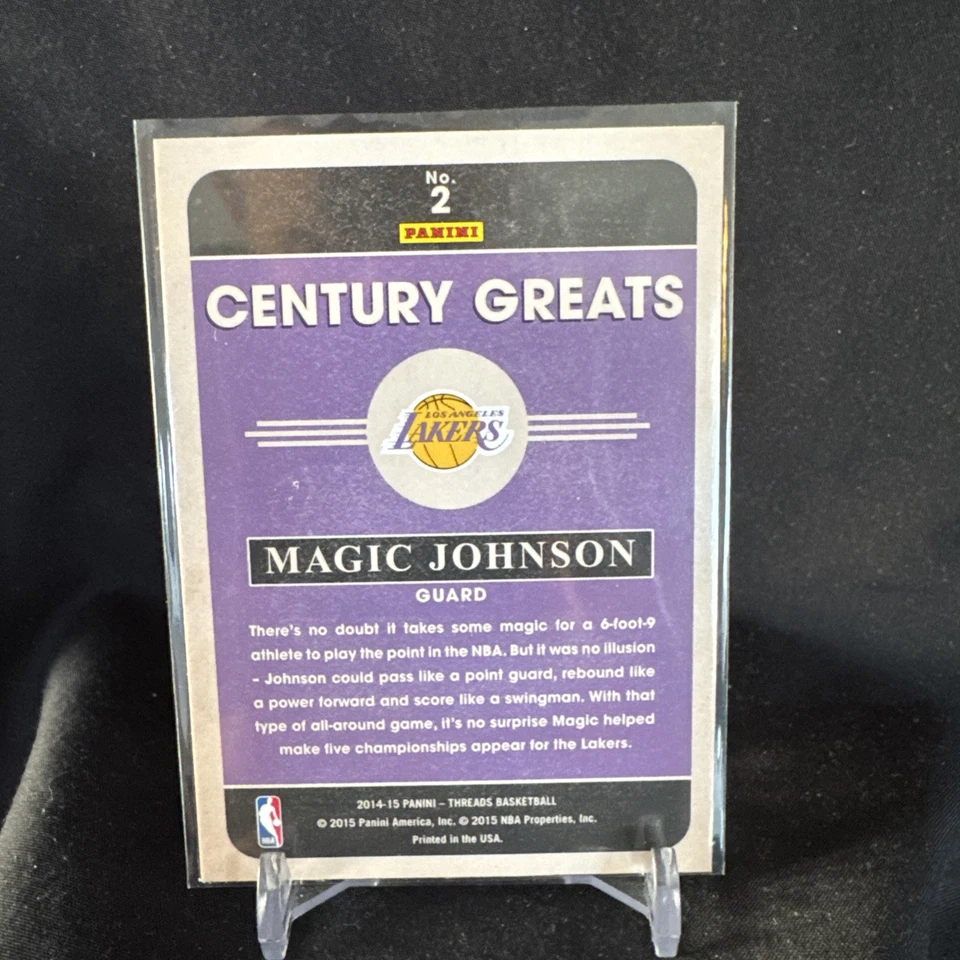 No.
2
PANINI
CENTURY GREATS
LOS ANGELES
LAKERS
MAGIC JOHNSON
GUARD
There's no doubt it takes some magic for a 6-foot-9
athlete to play the point in the NBA. But it was no illusion
– Johnson could pass like a point guard, rebound like
a power forward and score like a swingman. With that
type of all-around game, it's no surprise Magic helped
make five championships appear for the Lakers.
2014-15 PANINI – THREADS BASKETBALL
© 2015 Panini America, Inc. © 2015 NBA Properties, Inc.
Printed in the USA.
NBA